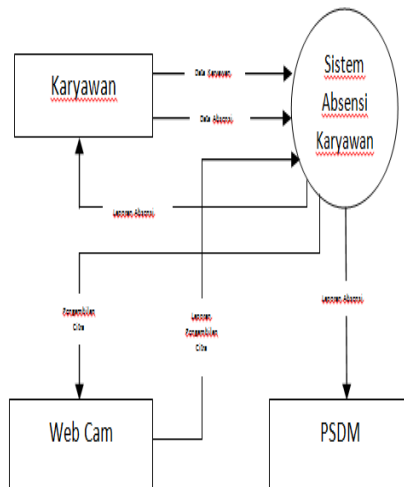 Karyawan
Data Karyawan
Data Absensi
Sistem
Absensi
Karyawan
Laporan Absensi
Pengambilan
Citra
Laporan
Pengambilan
Citra
Laporan Absensi
Web Cam
PSDM